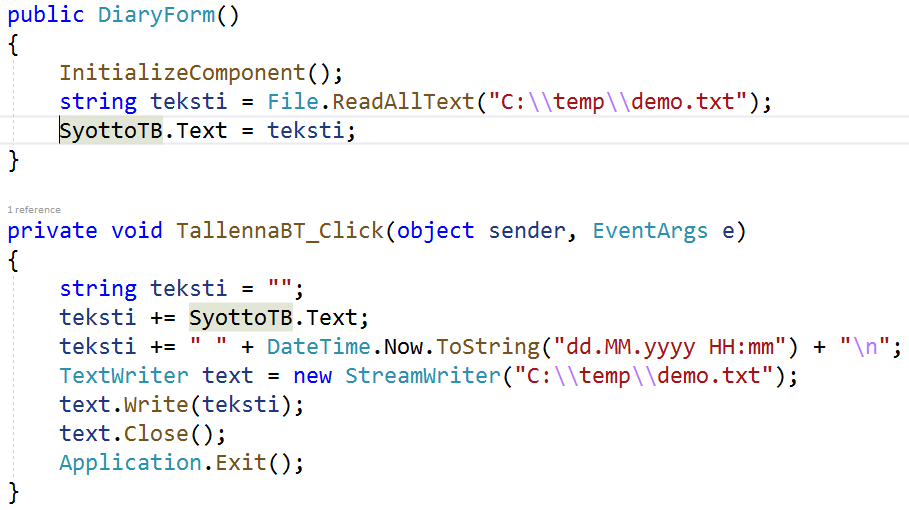 public DiaryForm()
{
InitializeComponent();
string teksti = File.ReadAllText("C:\\temp\\demo.txt");
SyottoTB.Text = teksti;
}
1 reference
private void TallennaBT_Click(object sender, EventArgs e)
{
string teksti = "";
teksti += SyottoTB.Text;
teksti += " " + DateTime.Now.ToString("dd.MM.yyyy HH:mm") + "\n";
TextWriter text = new StreamWriter("C:\\temp\\demo.txt");
text.Write(teksti);
text.Close();
Application.Exit();
}